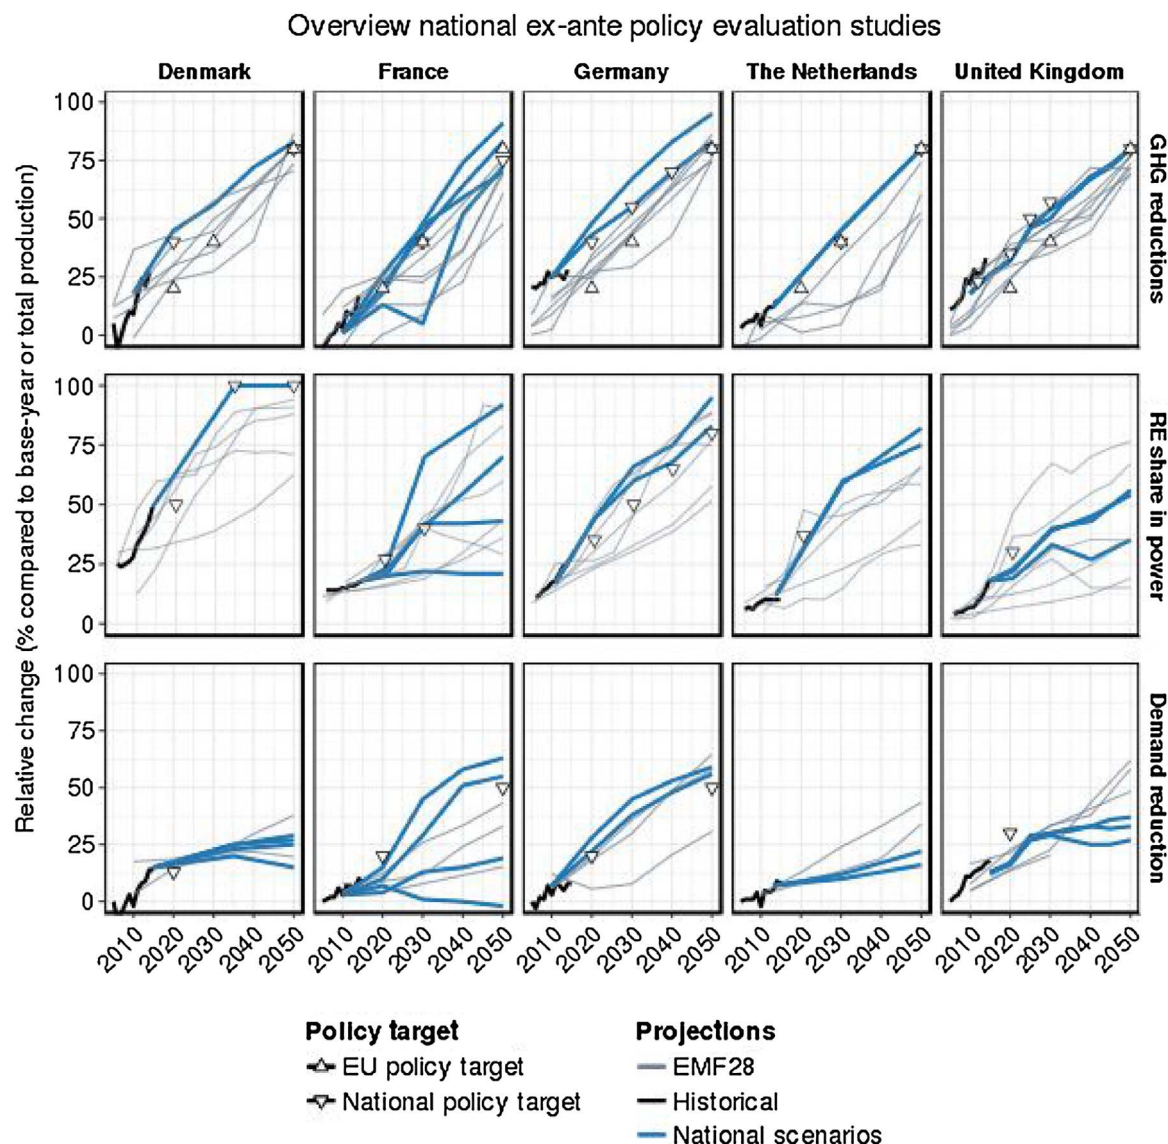 Overview national ex-ante policy evaluation studies
Denmark France Germany The Netherlands United Kingdom
Relative change (% compared to base-year or total production)
100
75
50
25
0
GHG reductions
100
75
50
25
0
RE share in power
100
75
50
25
0
Demand reduction
2010 2020 2030 2040 2050 2010 2020 2030 2040 2050 2010 2020 2030 2040 2050 2010 2020 2030 2040 2050 2010 2020 2030 2040 2050
Policy target
EU policy target
National policy target
Projections
EMF28
Historical
National scenarios